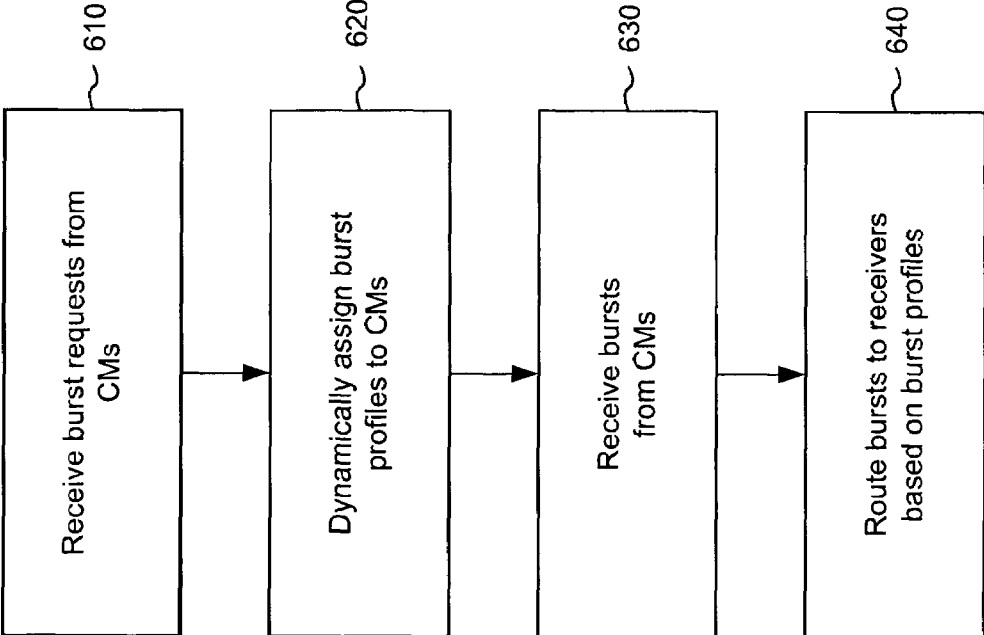 Receive burst requests from
CMs
610
Dynamically assign burst
profiles to CMs
620
Receive bursts
from CMs
630
Route bursts to receivers
based on burst profiles
640